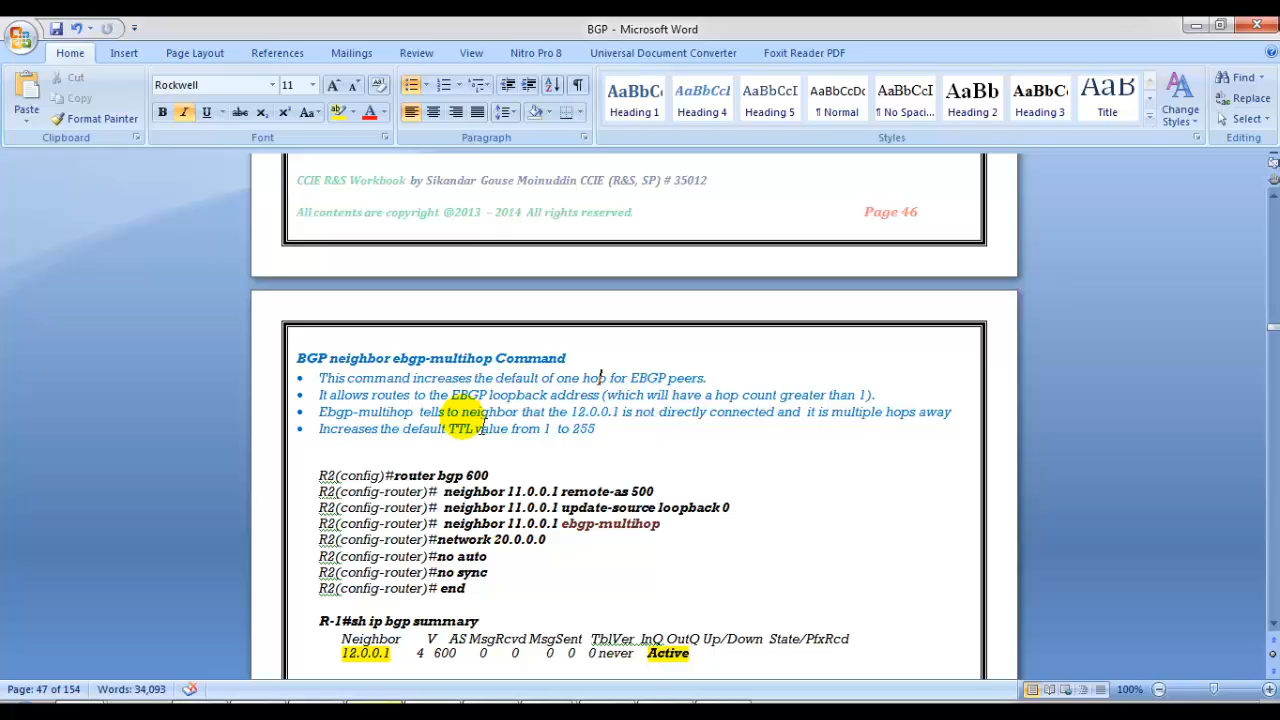 BGP - Microsoft Word
Home Insert Page Layout References Mailings Review View Nitro Pro 8 Universal Document Converter Foxit Reader PDF
Paste Cut Copy Format Painter Clipboard
Rockwell 11 Font
Paragraph
AaBbCc Heading 1 AaBbCcI Heading 4 AaBbCcI Heading 5 AaBbCcDc ¶ Normal AaBbCcI ¶ No Spaci... AaBb Heading 2 AaBbC Heading 3 AaB Title Change Styles Styles
Find Replace Select Editing
CCIE R&S Workbook by Sikandar Gouse Moinuddin CCIE (R&S, SP) # 35012
All contents are copyright @2013 – 2014 All rights reserved. Page 46
BGP neighbor ebgp-multihop Command
• This command increases the default of one hop for EBGP peers.
• It allows routes to the EBGP loopback address (which will have a hop count greater than 1).
• Ebgp-multihop tells to neighbor that the 12.0.0.1 is not directly connected and it is multiple hops away
• Increases the default TTL value from 1 to 255
R2(config)#router bgp 600
R2(config-router)# neighbor 11.0.0.1 remote-as 500
R2(config-router)# neighbor 11.0.0.1 update-source loopback 0
R2(config-router)# neighbor 11.0.0.1 ebgp-multihop
R2(config-router)#network 20.0.0.0
R2(config-router)#no auto
R2(config-router)#no sync
R2(config-router)# end
R-1#sh ip bgp summary
Neighbor V AS MsgRcvd MsgSent TblVer InQ OutQ Up/Down State/PfxRcd
12.0.0.1 4 600 0 0 0 0 0 never Active
Page: 47 of 154 Words: 34,093 100%